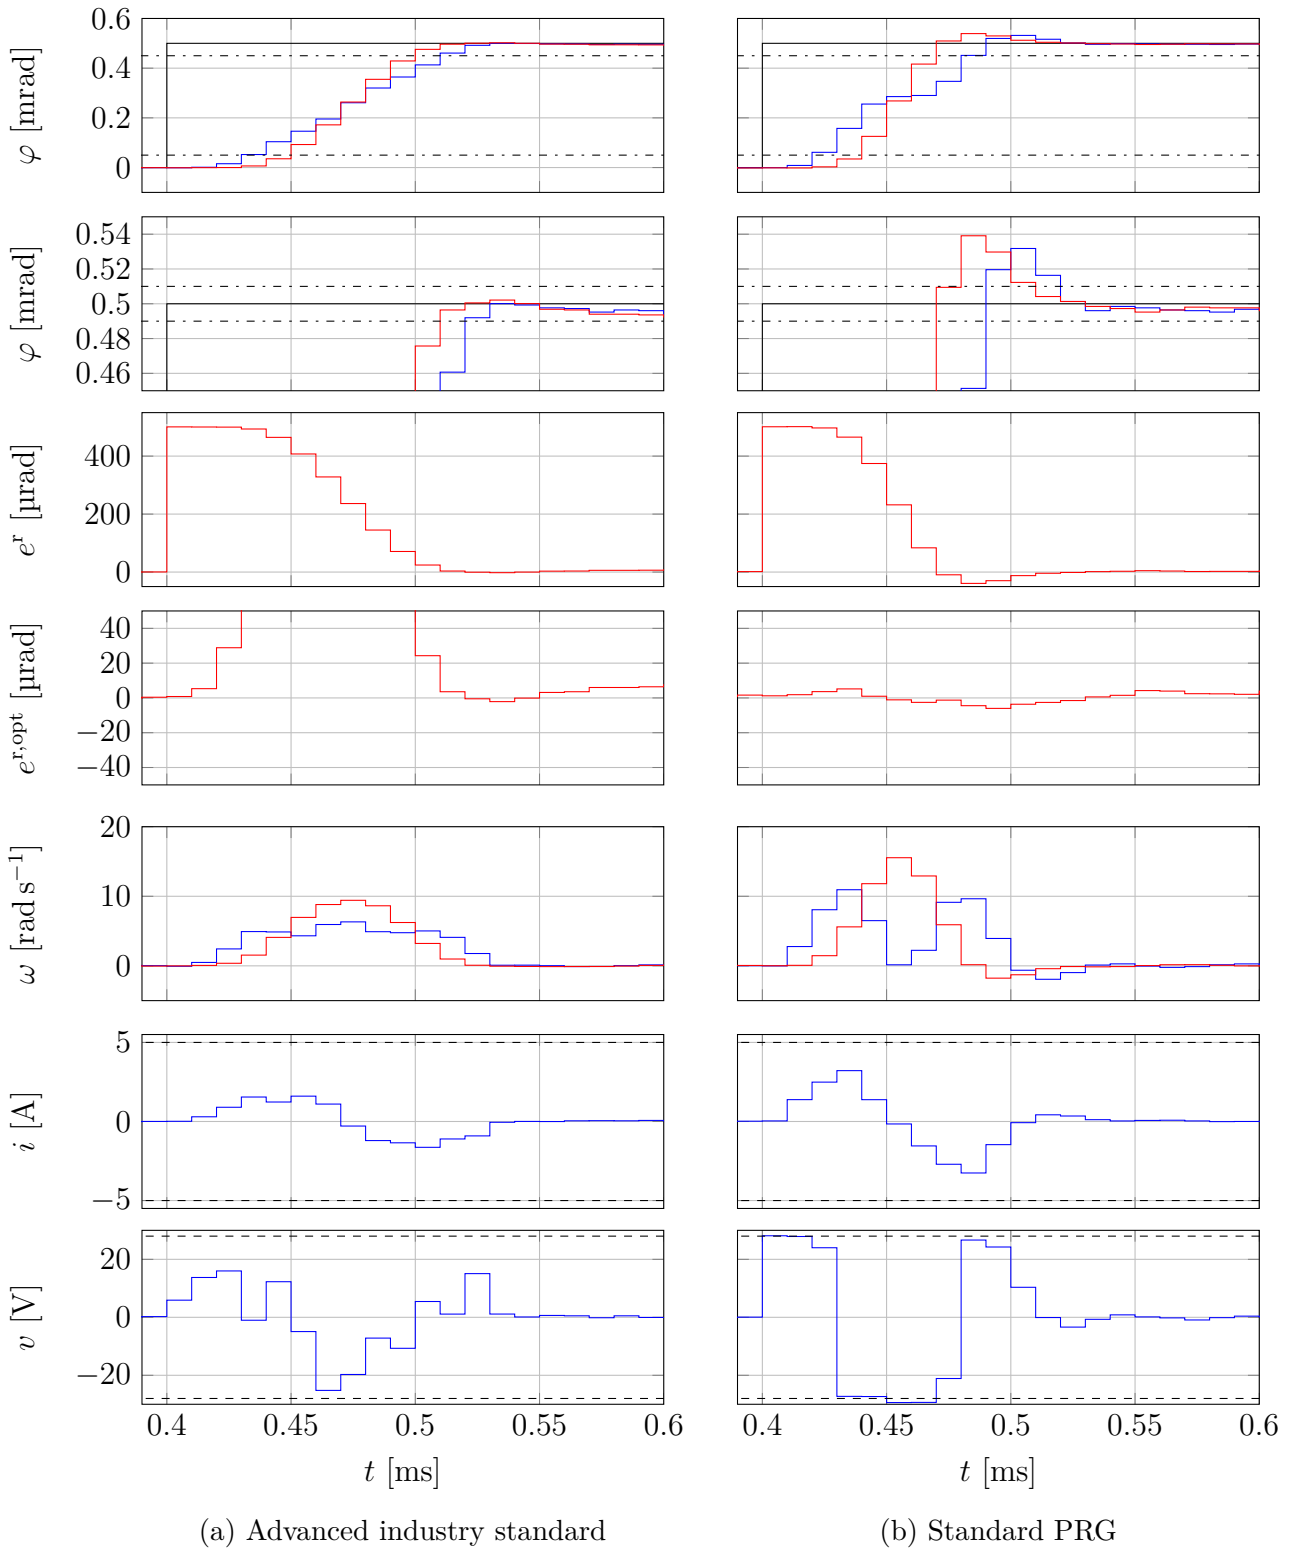 φ [mrad]
0.6
0.4
0.2
0
φ [mrad]
0.54
0.52
0.5
0.48
0.46
eʳ [µrad]
400
200
0
eʳ,ᵒᵖᵗ [µrad]
40
20
0
−20
−40
ω [rad s⁻¹]
20
10
0
i [A]
5
0
−5
v [V]
20
0
−20
0.4 0.45 0.5 0.55 0.6
t [ms]
(a) Advanced industry standard
0.4 0.45 0.5 0.55 0.6
t [ms]
(b) Standard PRG